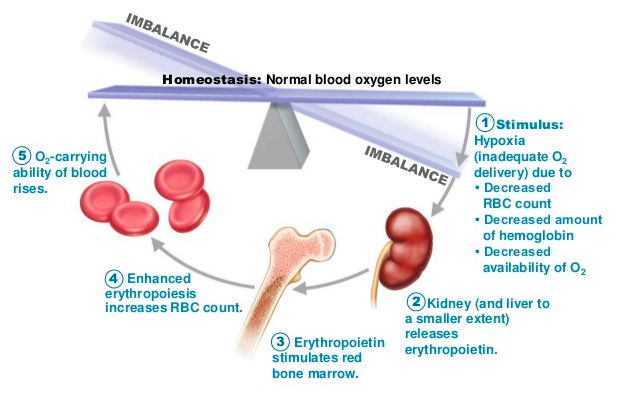 IMBALANCE
Homeostasis: Normal blood oxygen levels
IMBALANCE
1 Stimulus:
Hypoxia
(inadequate O2
delivery) due to
• Decreased
RBC count
• Decreased amount
of hemoglobin
• Decreased
availability of O2
2 Kidney (and liver to
a smaller extent)
releases
erythropoietin.
3 Erythropoietin
stimulates red
bone marrow.
4 Enhanced
erythropoiesis
increases RBC count.
5 O2-carrying
ability of blood
rises.